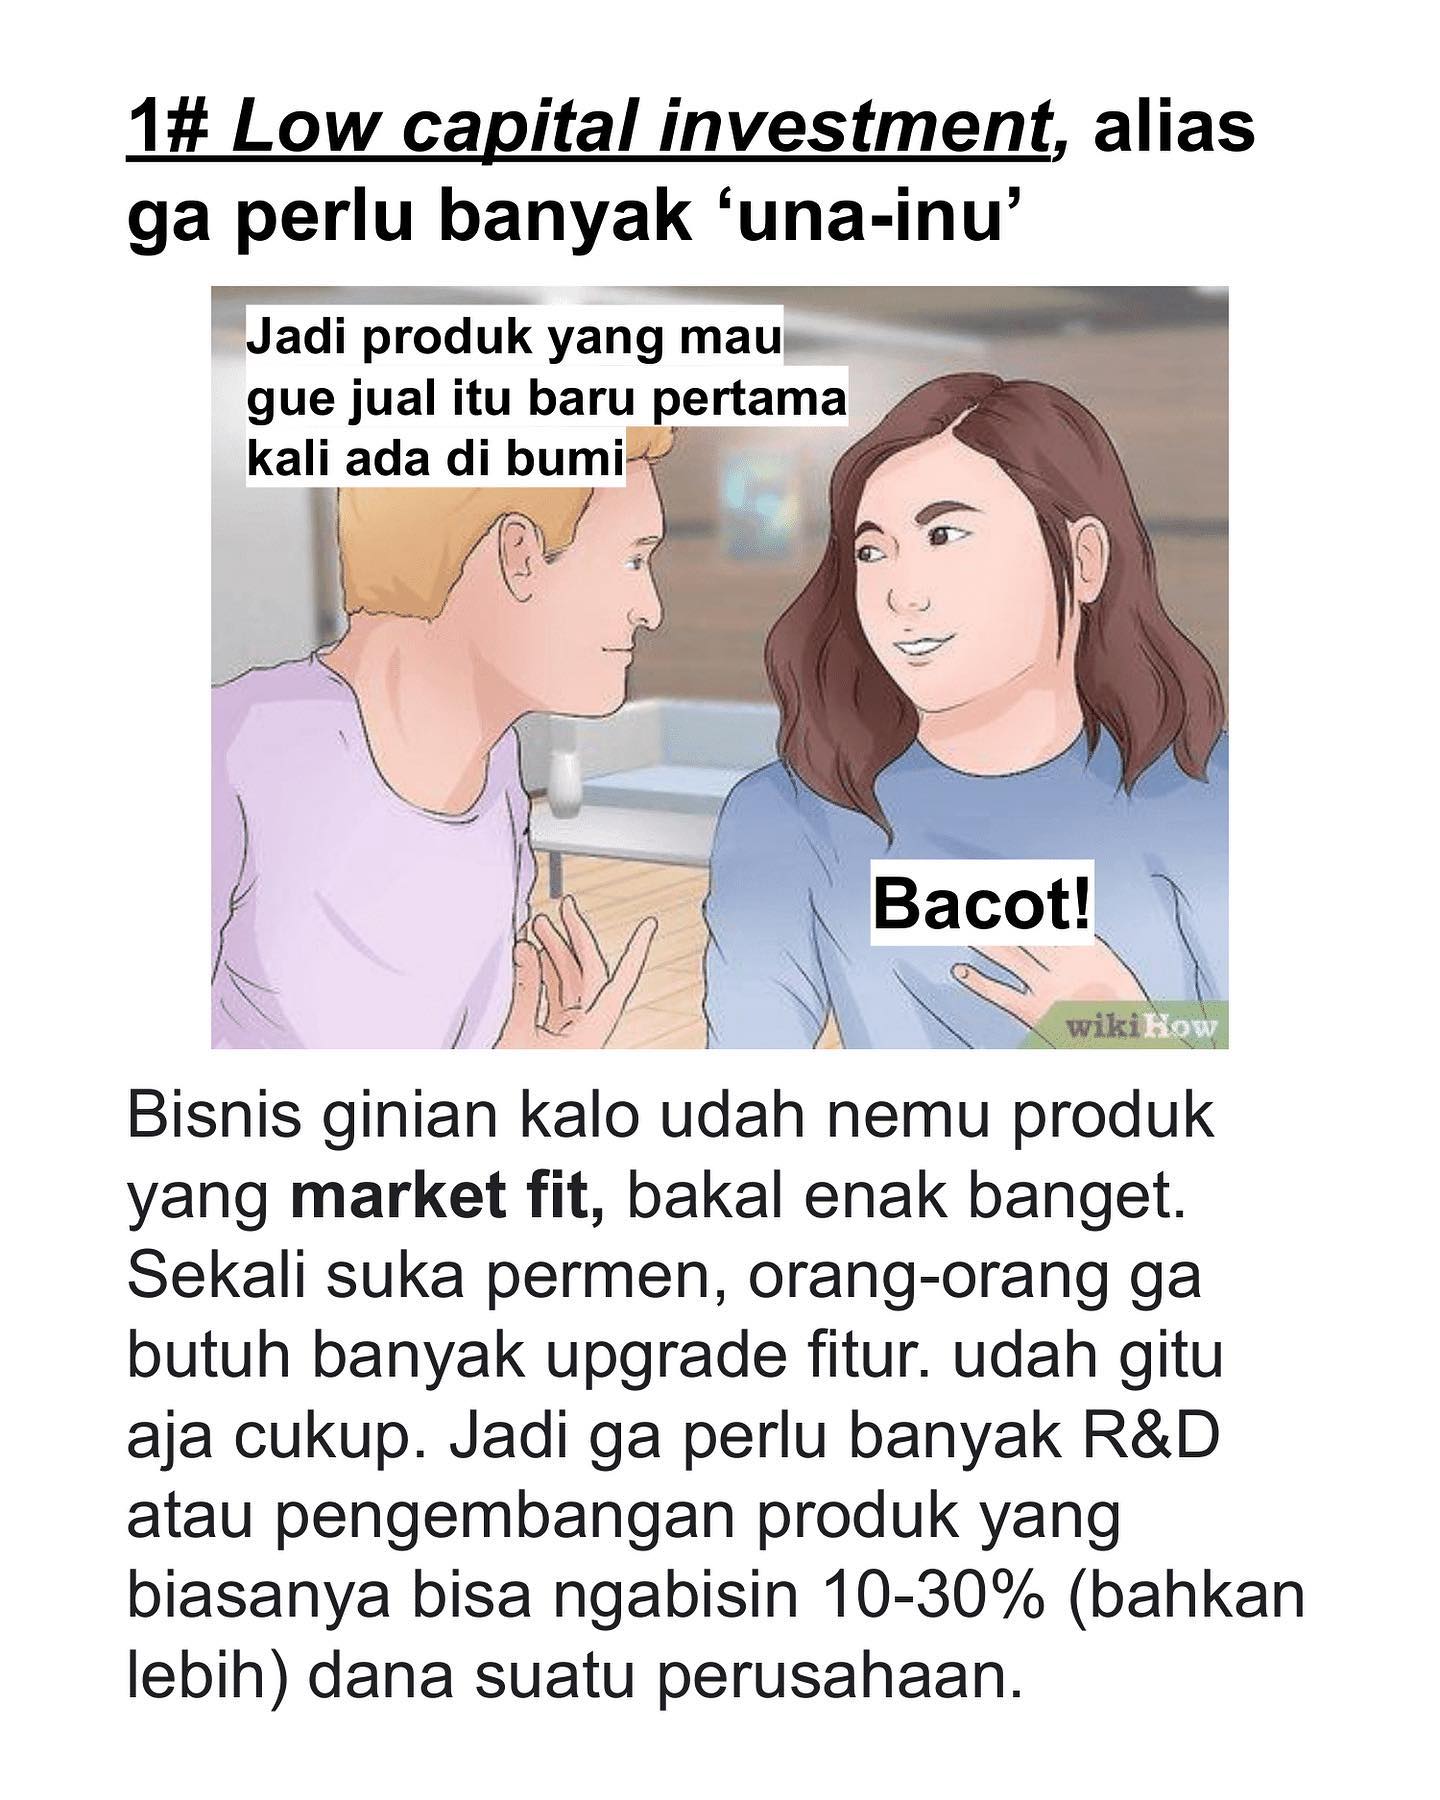 1# Low capital investment, alias
ga perlu banyak ‘una-inu’
Jadi produk yang mau
gue jual itu baru pertama
kali ada di bumi
Bacot!
wikiHow
Bisnis ginian kalo udah nemu produk
yang market fit, bakal enak banget.
Sekali suka permen, orang-orang ga
butuh banyak upgrade fitur. udah gitu
aja cukup. Jadi ga perlu banyak R&D
atau pengembangan produk yang
biasanya bisa ngabisin 10-30% (bahkan
lebih) dana suatu perusahaan.